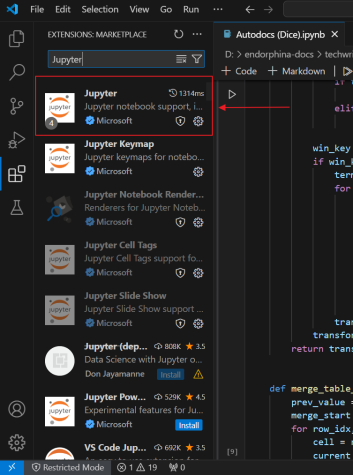 File Edit Selection View Go Run ···
EXTENSIONS: MARKETPLACE
Jupyter
Jupyter 1314ms
Jupyter notebook support, i...
4
Microsoft
Jupyter Keymap
Jupyter keymaps for notebo...
Microsoft
Jupyter Notebook Render...
Renderers for Jupyter Noteb...
Microsoft
Jupyter Cell Tags
Jupyter Cell Tags support fo...
Microsoft
Jupyter Slide Show
Jupyter Slide Show support ...
Microsoft
Jupyter (dep... 808K 3.5
Data Science with Jupyter o...
Don Jayamanne Install
Jupyter Pow... 529K 4.5
Experimental features for Ju...
Microsoft Install
VS Code Jup... 692K 3.5
Restricted Mode 1 19 0
Autodocs (Dice).ipynb
D: > endorphina-docs > techwri
+ Code + Markdown
if
elif
win_key
if win_k
ter
for
tra
transfor
return trans
def merge_table_
prev_value =
merge_start
for row_idx,
cell =
[9]
current